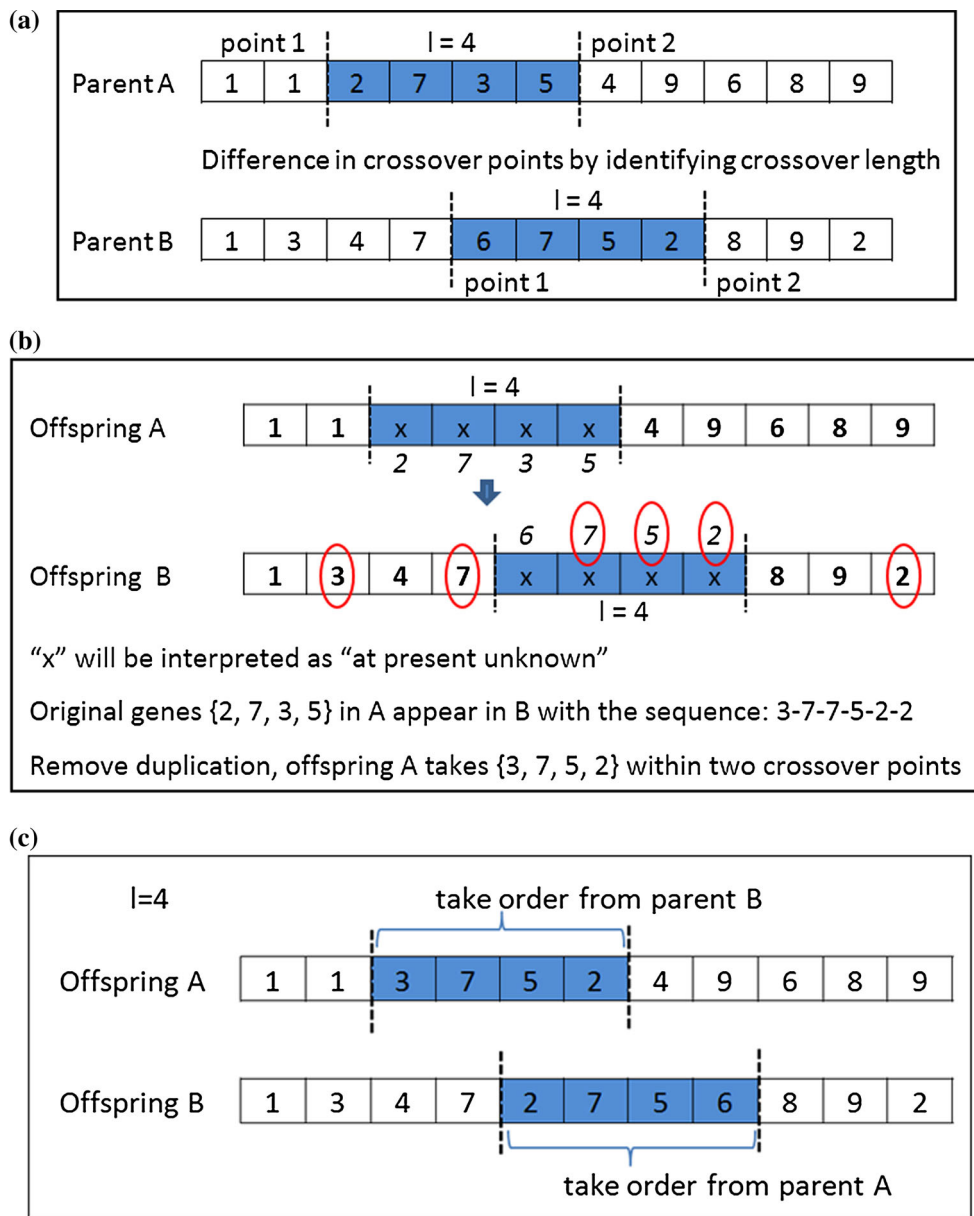 (a)
point 1 l = 4 point 2
Parent A 1 1 2 7 3 5 4 9 6 8 9
Difference in crossover points by identifying crossover length
l = 4
Parent B 1 3 4 7 6 7 5 2 8 9 2
point 1 point 2
(b)
l = 4
Offspring A 1 1 x x x x 4 9 6 8 9
2 7 3 5
6 7 5 2
Offspring B 1 3 4 7 x x x x 8 9 2
l = 4
“x” will be interpreted as “at present unknown”
Original genes {2, 7, 3, 5} in A appear in B with the sequence: 3-7-7-5-2-2
Remove duplication, offspring A takes {3, 7, 5, 2} within two crossover points
(c)
l=4 take order from parent B
Offspring A 1 1 3 7 5 2 4 9 6 8 9
Offspring B 1 3 4 7 2 7 5 6 8 9 2
take order from parent A